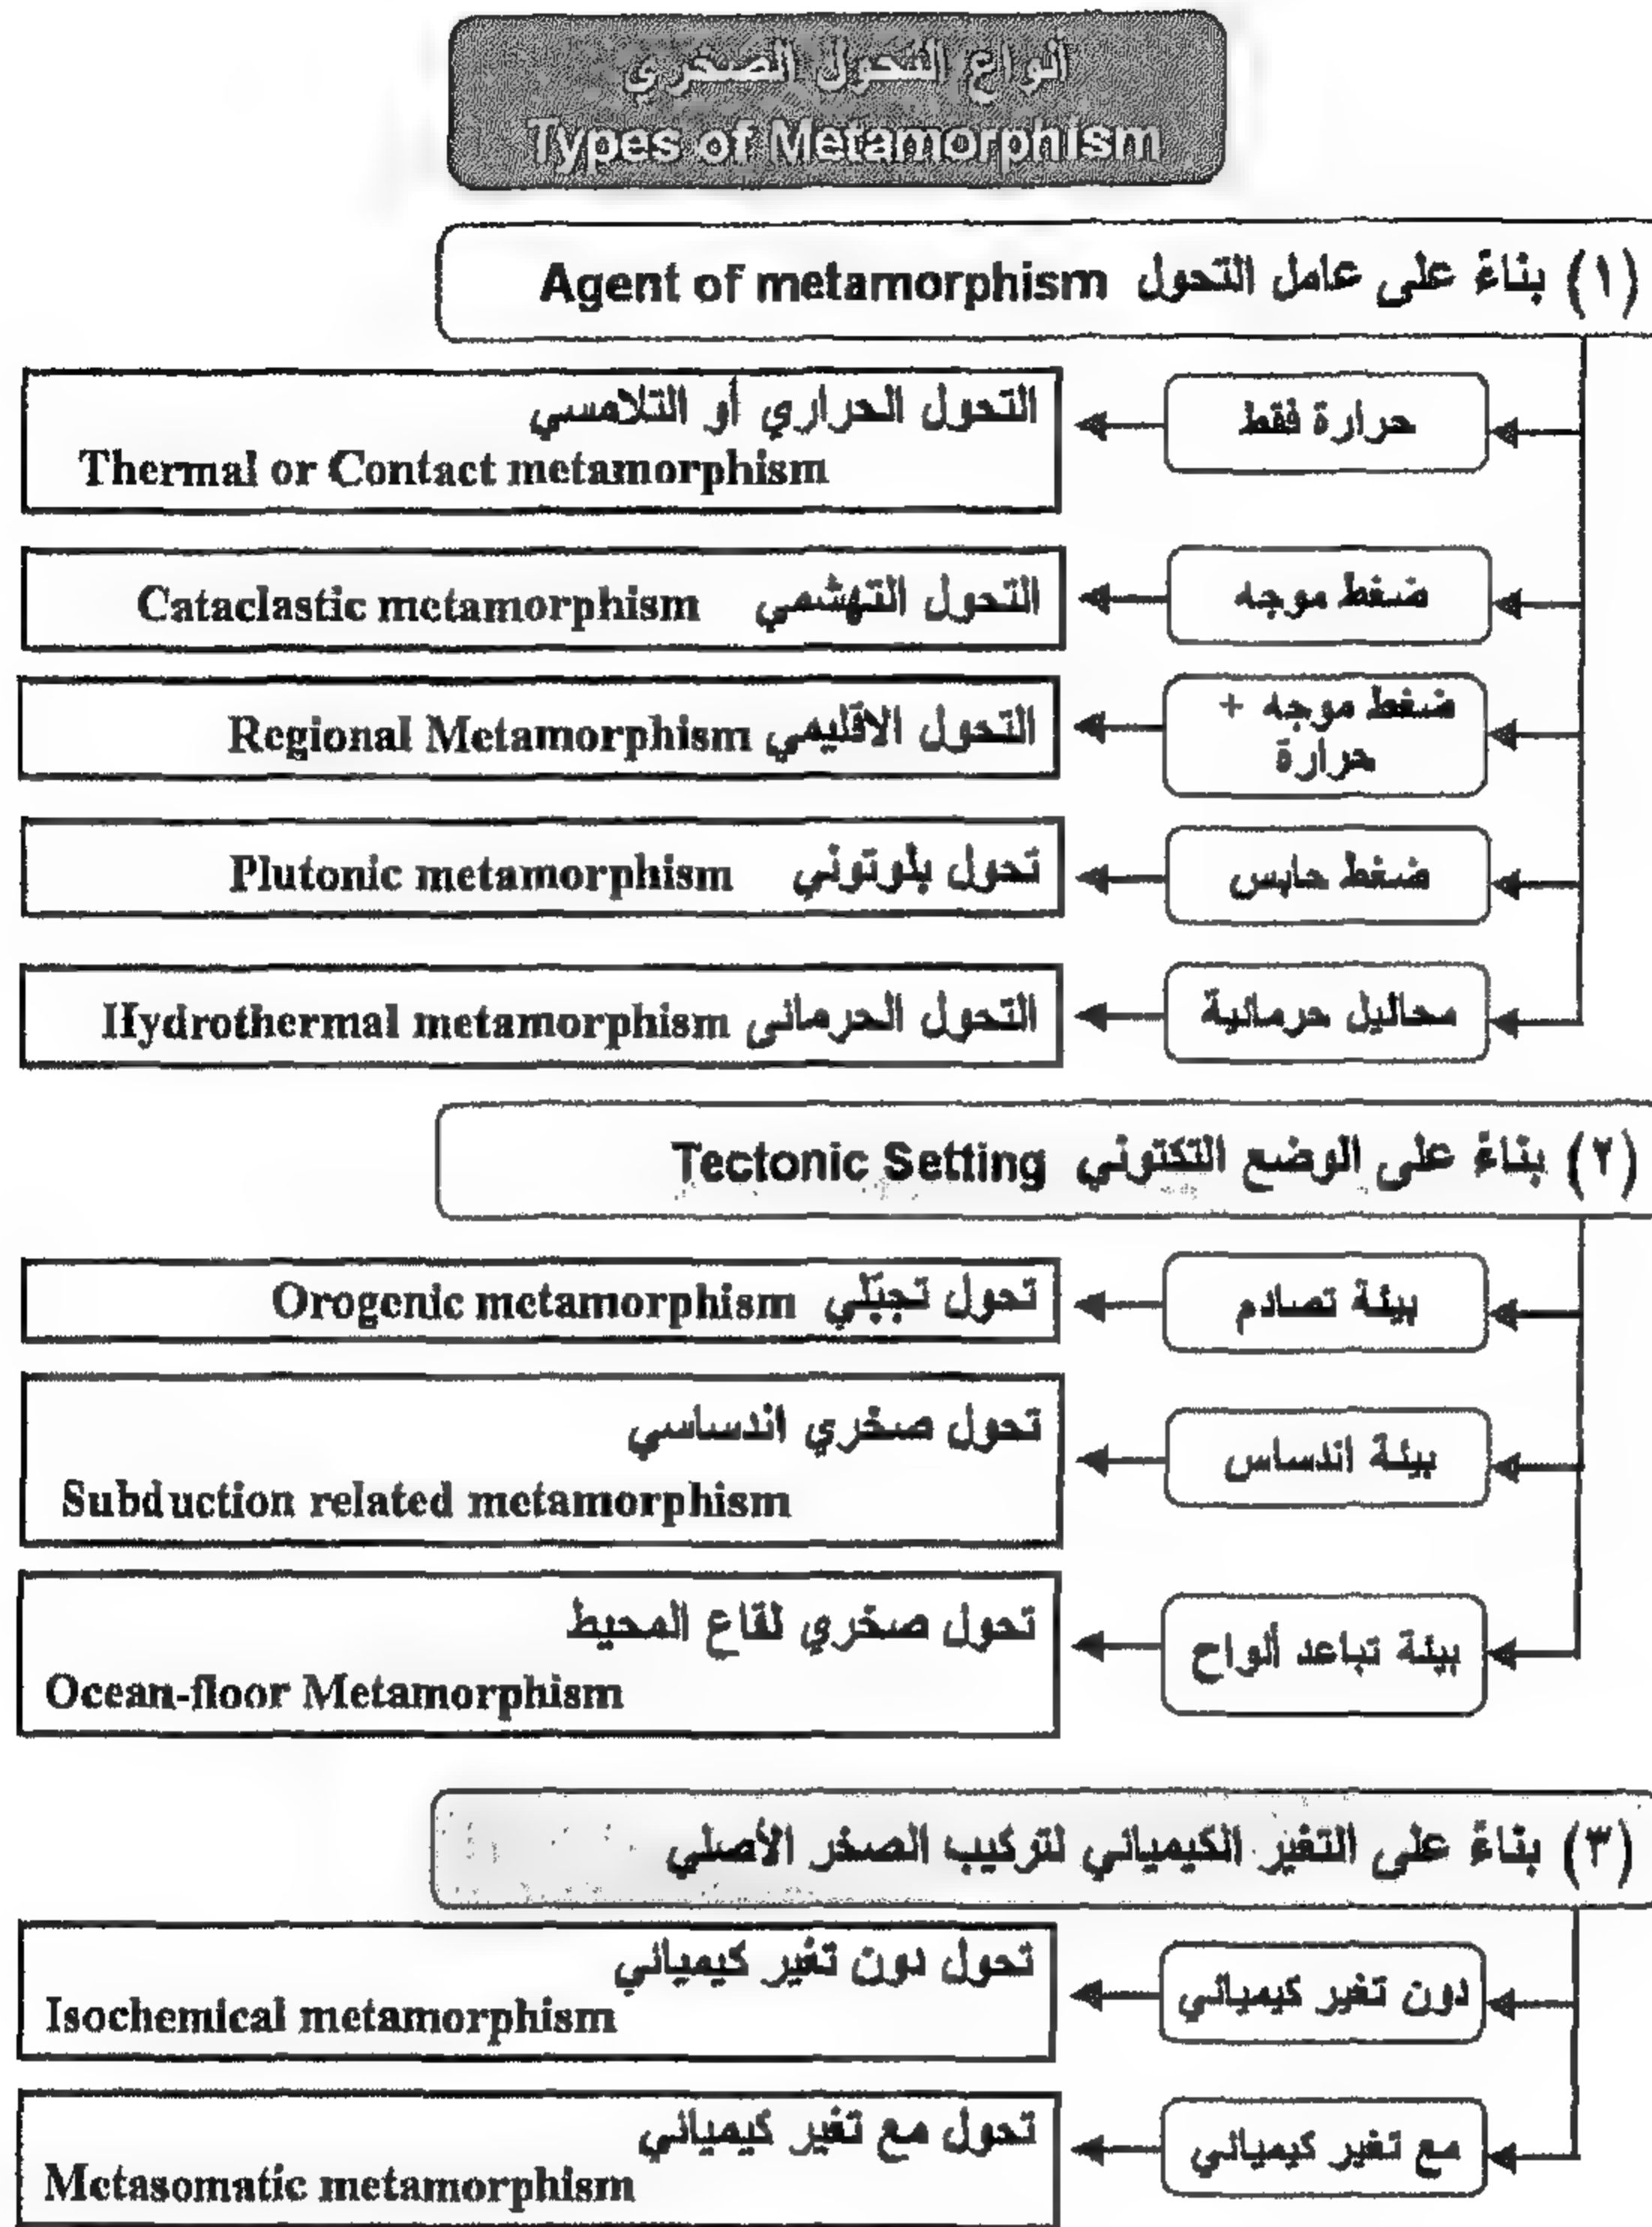 أنواع التحول الصخري
Types of Metamorphism
(١) بناءً على عامل التحول Agent of metamorphism
حرارة فقط
التحول الحراري أو التلامسي
Thermal or Contact metamorphism
ضغط موجه
التحول التهشمي Cataclastic metamorphism
ضغط موجه +
حرارة
التحول الاقليمي Regional Metamorphism
ضغط حابس
تحول بلوتوني Plutonic metamorphism
محاليل حرمائية
التحول الحرمائى Hydrothermal metamorphism
(٢) بناءً على الوضع التكتوني Tectonic Setting
بيئة تصادم
تحول تجبّلي Orogenic metamorphism
بيئة اندساس
تحول صخري اندساسي
Subduction related metamorphism
بيئة تباعد ألواح
تحول صخري لقاع المحيط
Ocean-floor Metamorphism
(٣) بناءً على التغير الكيميائي لتركيب الصخر الأصلي
دون تغير كيميائي
تحول دون تغير كيميائي
Isochemical metamorphism
مع تغير كيميائي
تحول مع تغير كيميائي
Metasomatic metamorphism